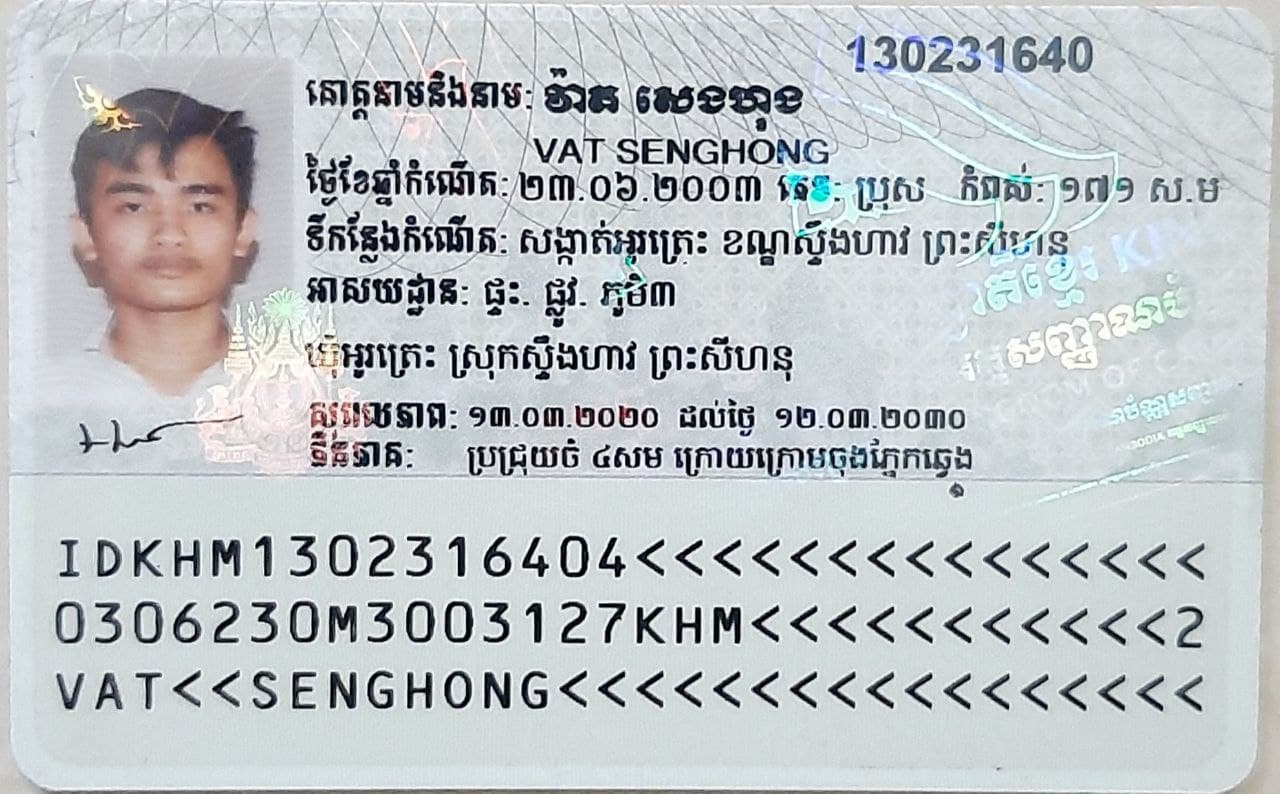 130231640
គោត្តនាមនិងនាម: វ៉ាត សេងហុង
VAT SENGHONG
ថ្ងៃខែឆ្នាំកំណើត: ២៣.០៦.២០០៣ ភេទ: ប្រុស កំពស់: ១៧១ ស.ម
ទីកន្លែងកំណើត: សង្កាត់អូរត្រេះ ខណ្ឌស្ទឹងហាវ ព្រះសីហនុ
អាសយដ្ឋាន: ផ្ទះ. ផ្លូវ. ភូមិ៣
ឃុំអូរត្រេះ ស្រុកស្ទឹងហាវ ព្រះសីហនុ
សុពលភាព: ១៣.០៣.២០២០ ដល់ថ្ងៃ ១២.០៣.២០៣០
ភិនភាគ: ប្រជ្រុយចំ ៤សម ក្រោយក្រោមចុងភ្នែកឆ្វេង
IDKHM1302316404<<<<<<<<<<<<<<<
0306230M3003127KHM<<<<<<<<<<<2
VAT<<SENGHONG<<<<<<<<<<<<<<<<<